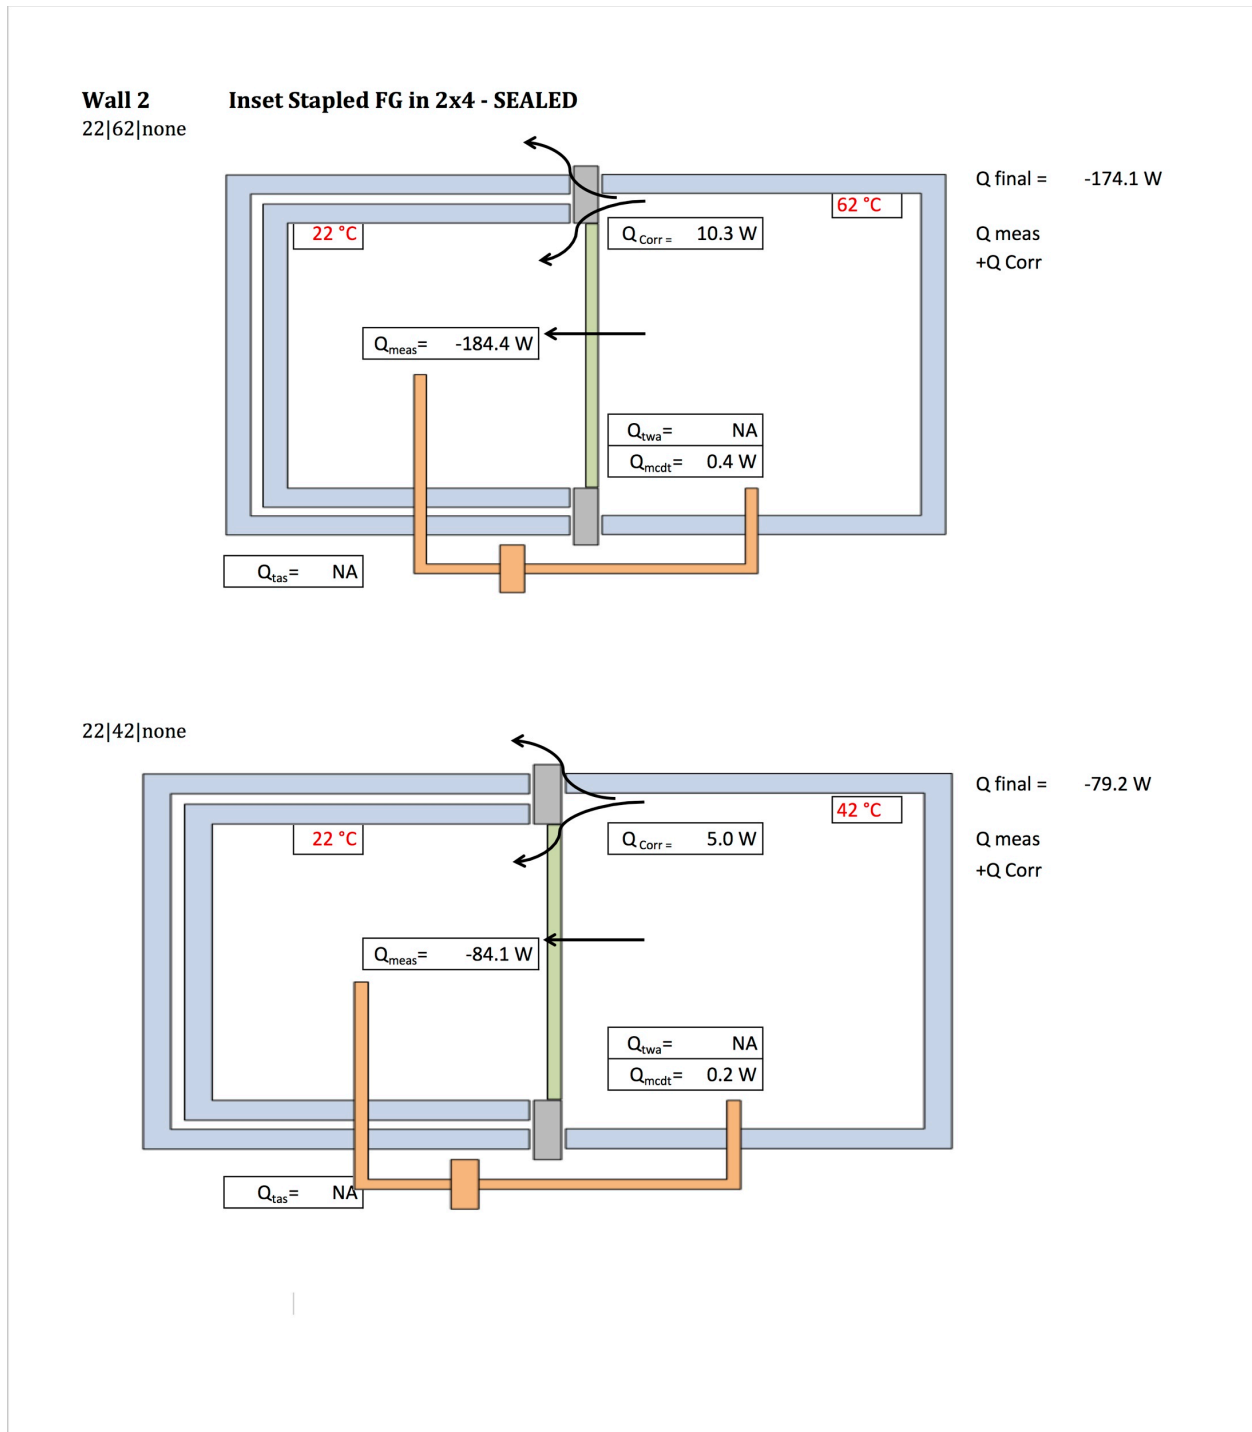 Wall 2 Inset Stapled FG in 2x4 - SEALED
22|62|none
Q final = -174.1 W
62 °C
22 °C
Q Corr = 10.3 W
Q meas
+Q Corr
Qmeas= -184.4 W
Qtwa= NA
Qmcdt= 0.4 W
Qtas= NA
22|42|none
Q final = -79.2 W
42 °C
22 °C
Q Corr = 5.0 W
Q meas
+Q Corr
Qmeas= -84.1 W
Qtwa= NA
Qmcdt= 0.2 W
Qtas= NA